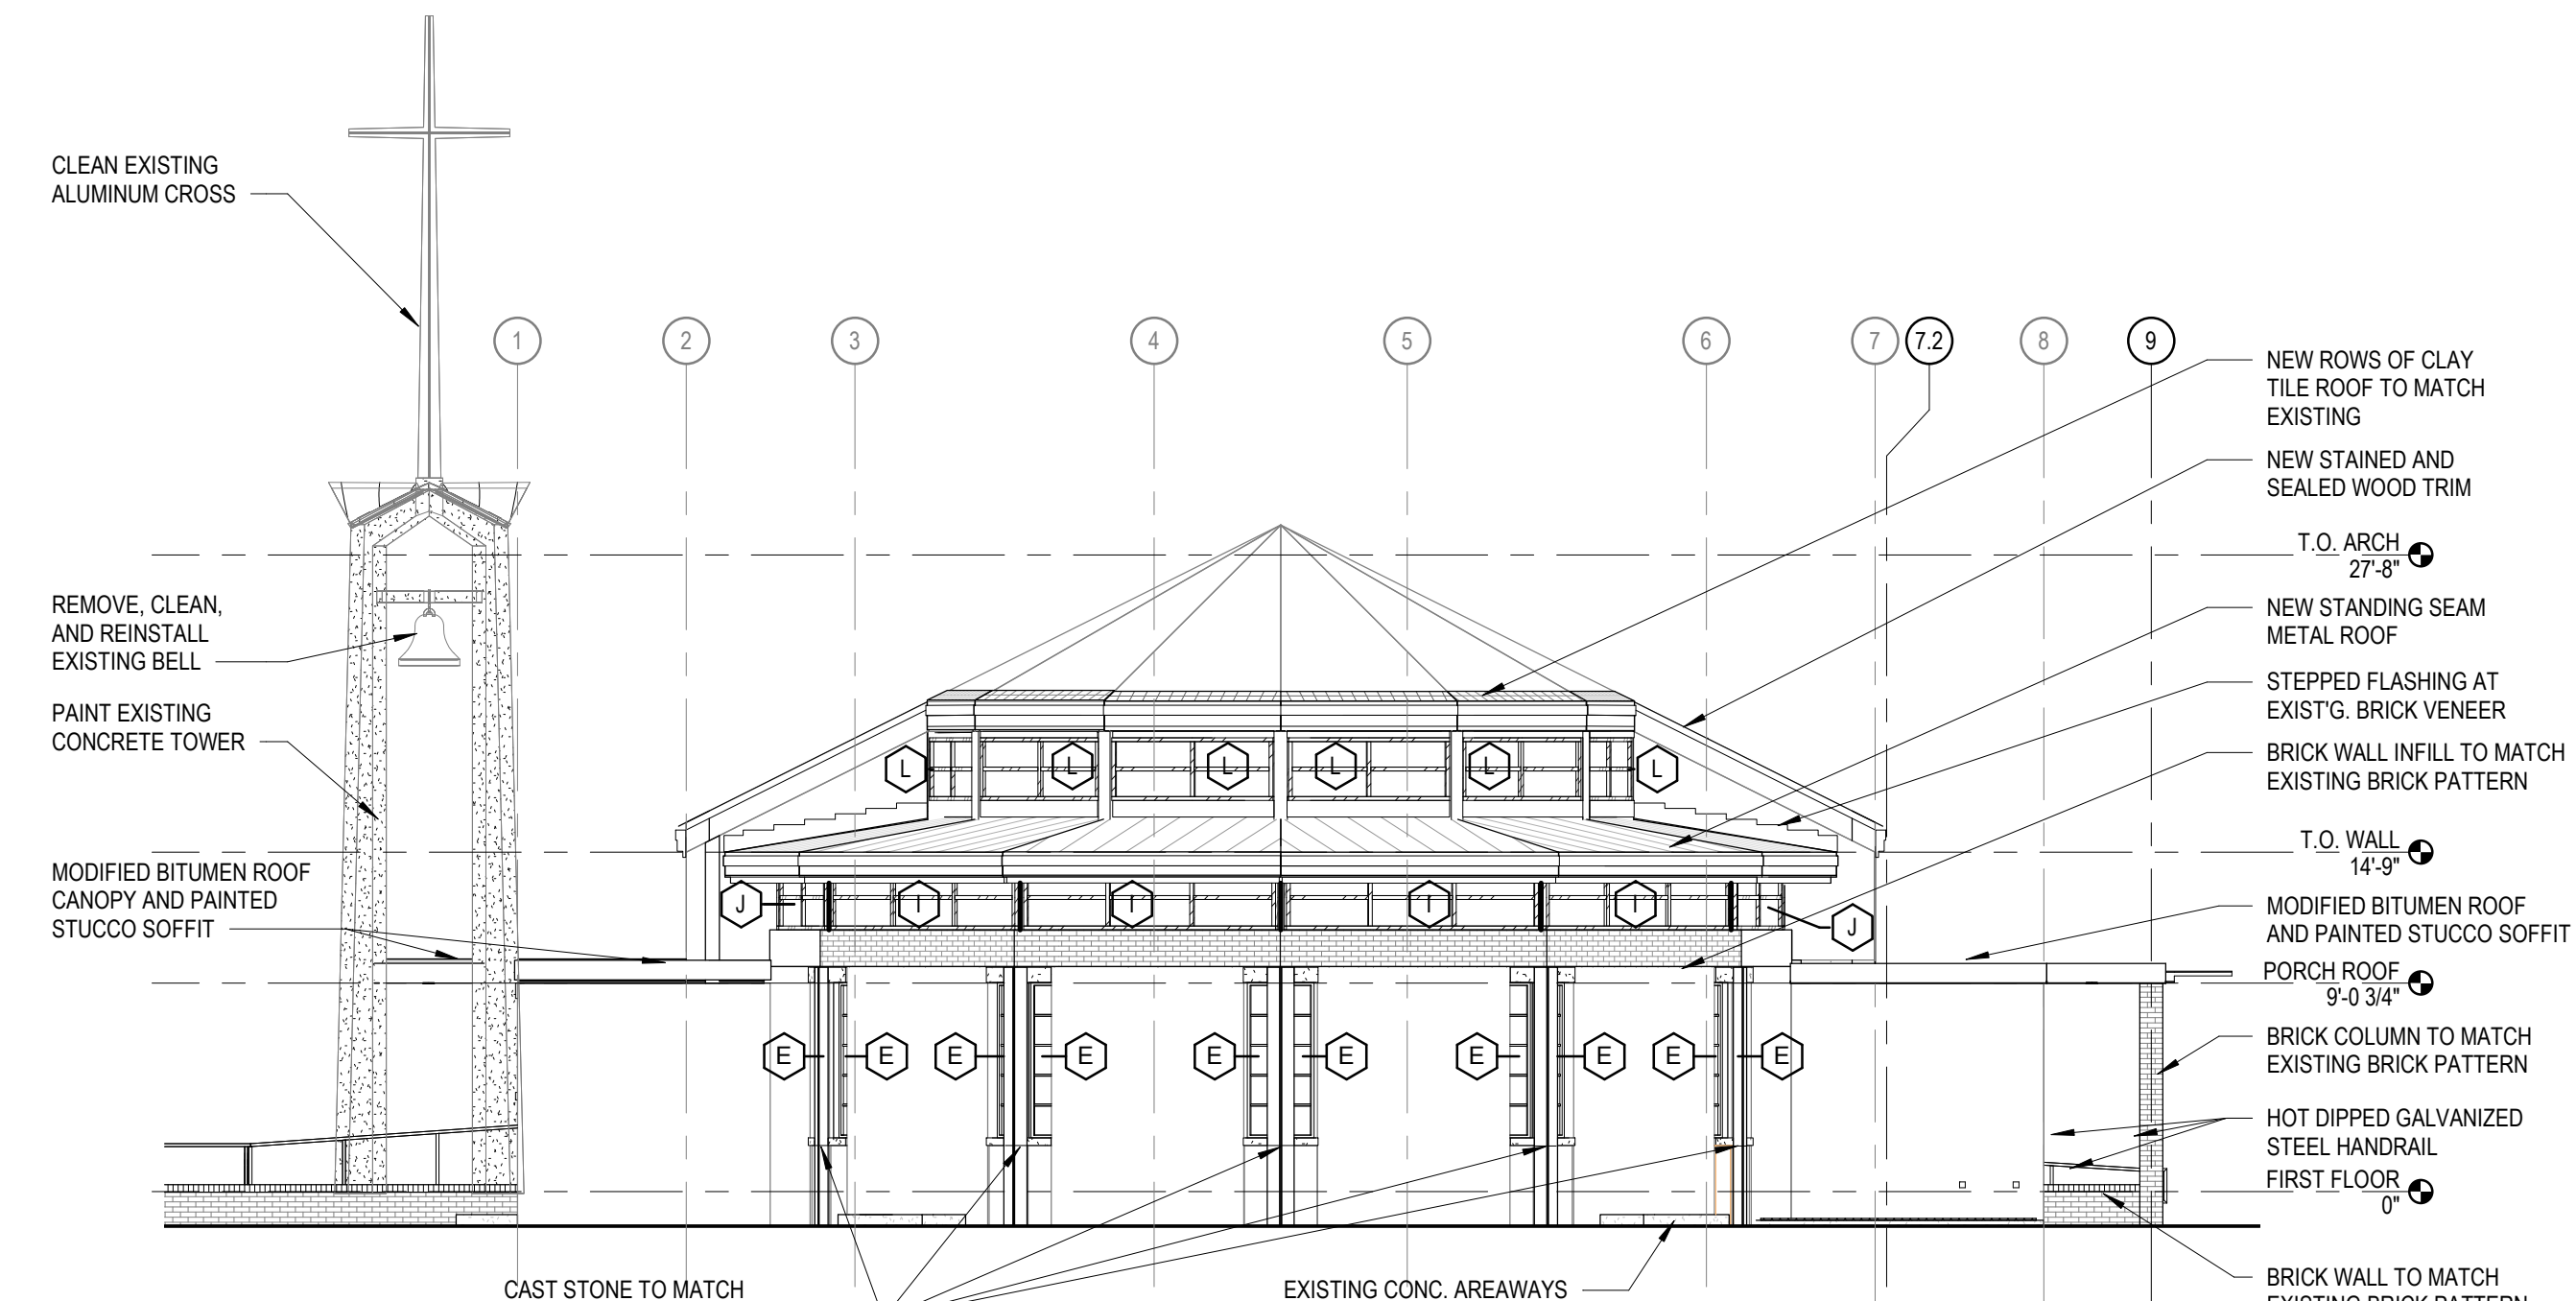 CLEAN EXISTING
ALUMINUM CROSS
1
2
3
4
5
6
7
7.2
8
9
NEW ROWS OF CLAY
TILE ROOF TO MATCH
EXISTING
NEW STAINED AND
SEALED WOOD TRIM
T.O. ARCH
27'-8"
REMOVE, CLEAN,
AND REINSTALL
EXISTING BELL
NEW STANDING SEAM
METAL ROOF
PAINT EXISTING
CONCRETE TOWER
STEPPED FLASHING AT
EXIST'G. BRICK VENEER
BRICK WALL INFILL TO MATCH
EXISTING BRICK PATTERN
L
L
L
L
L
L
T.O. WALL
14'-9"
MODIFIED BITUMEN ROOF
CANOPY AND PAINTED
STUCCO SOFFIT
J
I
I
I
I
J
MODIFIED BITUMEN ROOF
AND PAINTED STUCCO SOFFIT
PORCH ROOF
9'-0 3/4"
E
E
E
E
E
E
E
E
E
E
BRICK COLUMN TO MATCH
EXISTING BRICK PATTERN
HOT DIPPED GALVANIZED
STEEL HANDRAIL
FIRST FLOOR
0"
CAST STONE TO MATCH
EXISTING CONC. AREAWAYS
BRICK WALL TO MATCH
EXISTING BRICK PATTERN